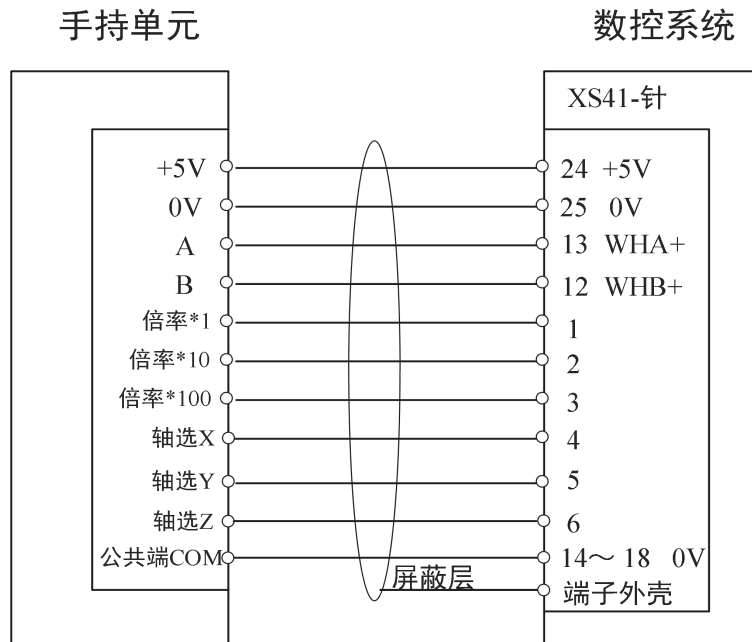 手持单元 数控系统
XS41-针
+5V 24 +5V
0V 25 0V
A 13 WHA+
B 12 WHB+
倍率*1 1
倍率*10 2
倍率*100 3
轴选X 4
轴选Y 5
轴选Z 6
公共端COM 14～18 0V
屏蔽层 端子外壳